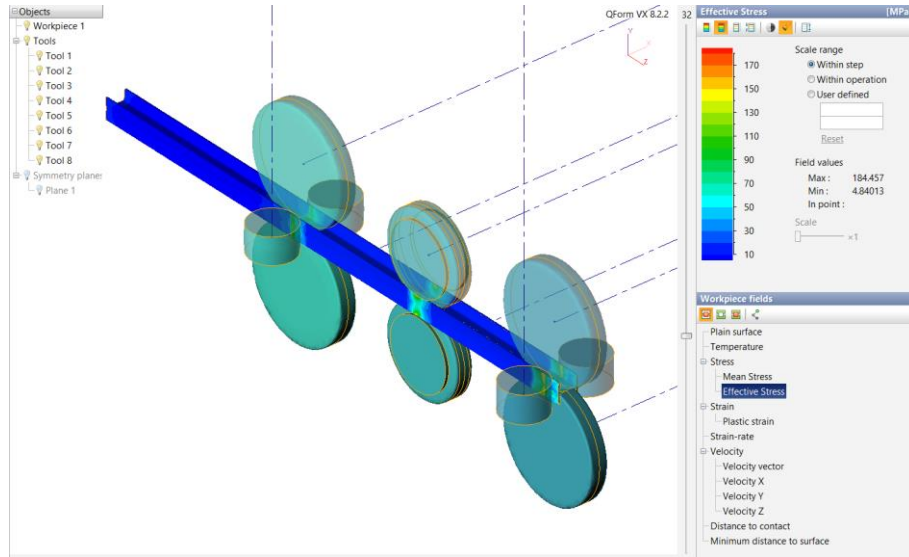 Objects
Workpiece 1
Tools
Tool 1
Tool 2
Tool 3
Tool 4
Tool 5
Tool 6
Tool 7
Tool 8
Symmetry planes
Plane 1
QForm VX 8.2.2
Y
X
Z
32
Effective Stress [MPa
170
150
130
110
90
70
50
30
10
Scale range
Within step
Within operation
User defined
Reset
Field values
Max : 184.457
Min : 4.84013
In point :
Scale
×1
Workpiece fields
Plain surface
Temperature
Stress
Mean Stress
Effective Stress
Strain
Plastic strain
Strain-rate
Velocity
Velocity vector
Velocity X
Velocity Y
Velocity Z
Distance to contact
Minimum distance to surface